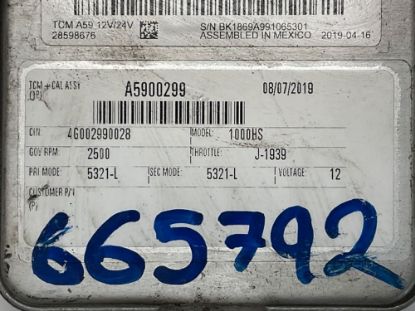 TCM A59 12V/24V
28598676
S/N BK1869A991065301
ASSEMBLED IN MEXICO 2019-04-16
TCM + CAL ASSY
(P)
A5900299
08/07/2019
CIN: 4G002990028 MODEL: 1000HS
GOV RPM: 2500 THROTTLE: J-1939
PRI MODE: 5321-L SEC MODE: 5321-L VOLTAGE: 12
CUSTOMER P/N
(P)
665792